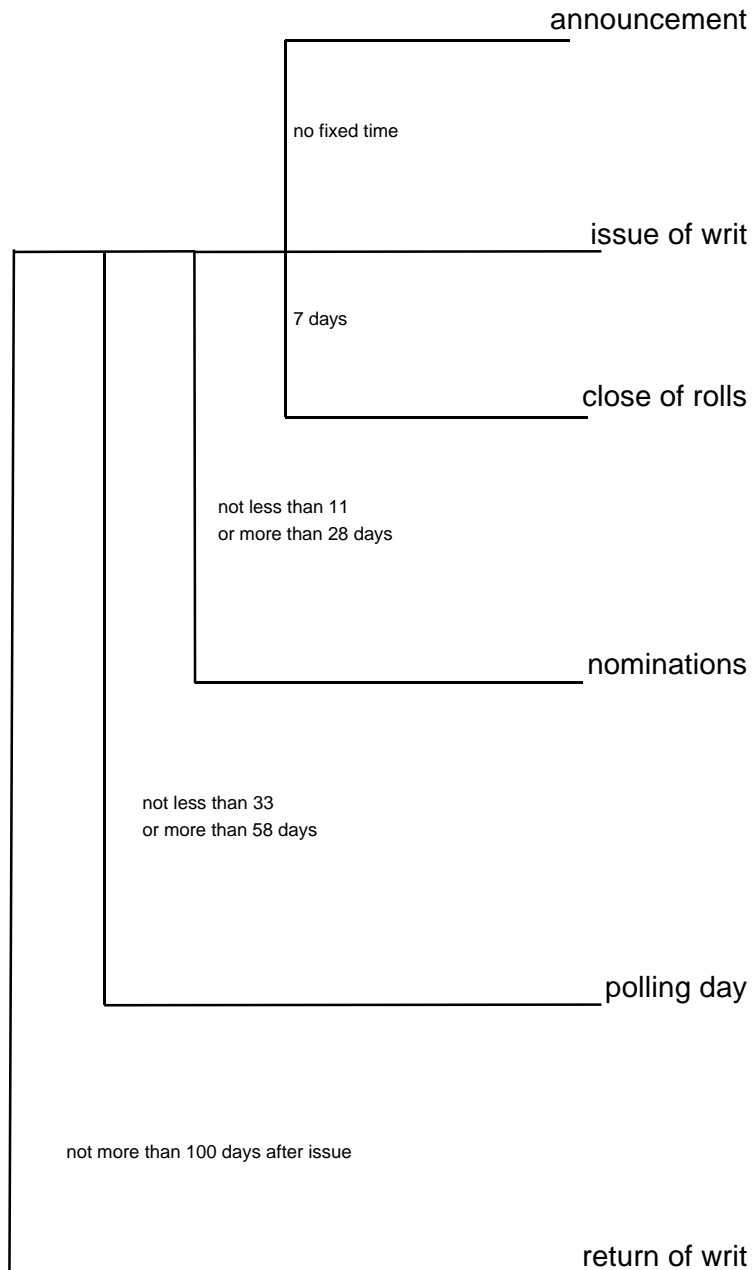 announcement
no fixed time
issue of writ
7 days
close of rolls
not less than 11
or more than 28 days
nominations
not less than 33
or more than 58 days
polling day
not more than 100 days after issue
return of writ